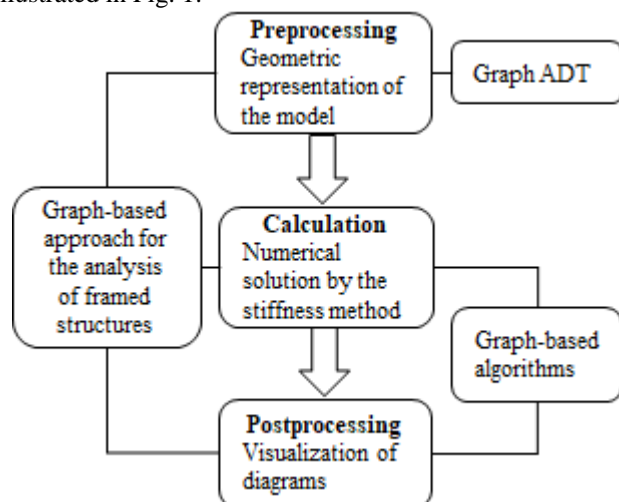 illustrated in Fig. 1.
Preprocessing
Geometric
representation of
the model
Graph ADT
Graph-based
approach for
the analysis
of framed
structures
Calculation
Numerical
solution by the
stiffness method
Graph-based
algorithms
Postprocessing
Visualization of
diagrams